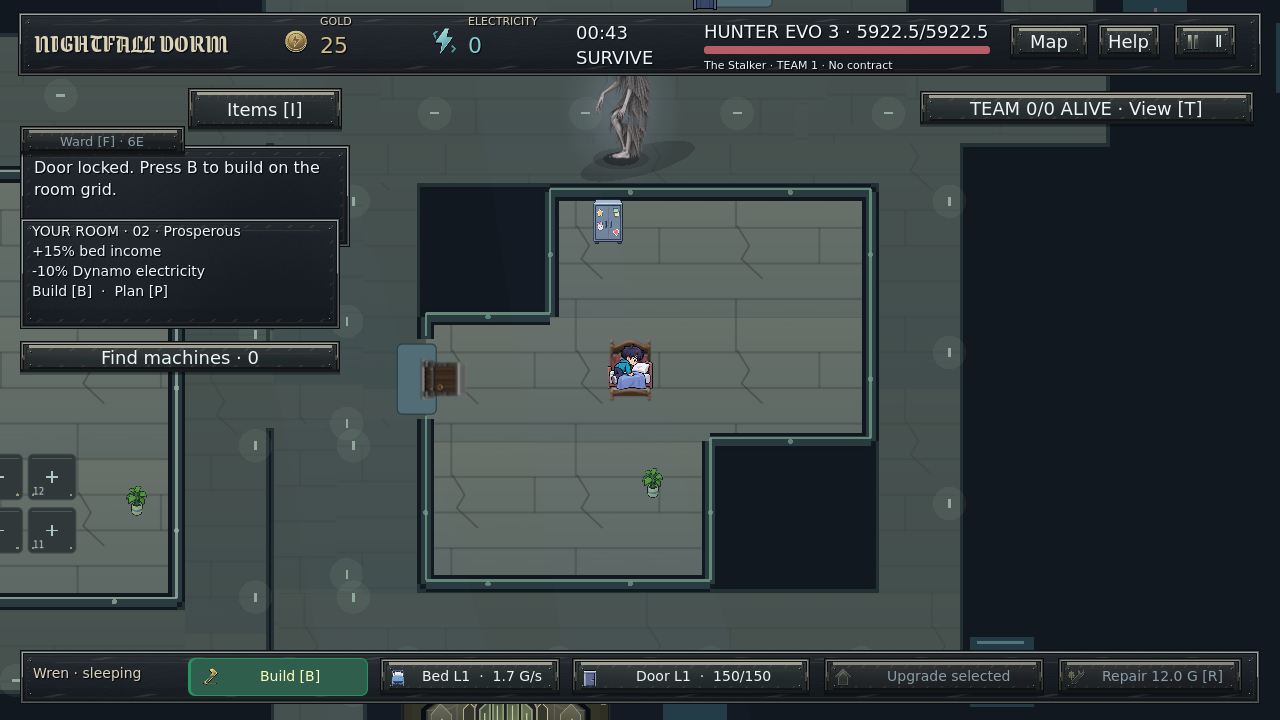 NIGHTFALL DORM
GOLD
25
ELECTRICITY
0
00:43
SURVIVE
HUNTER EVO 3 · 5922.5/5922.5
The Stalker · TEAM 1 · No contract
Map
Help
Items [I]
TEAM 0/0 ALIVE · View [T]
Ward [F] · 6E
Door locked. Press B to build on the
room grid.
YOUR ROOM · 02 · Prosperous
+15% bed income
-10% Dynamo electricity
Build [B] · Plan [P]
Find machines · 0
12
11
Wren · sleeping
Build [B]
Bed L1 · 1.7 G/s
Door L1 · 150/150
Upgrade selected
Repair 12.0 G [R]